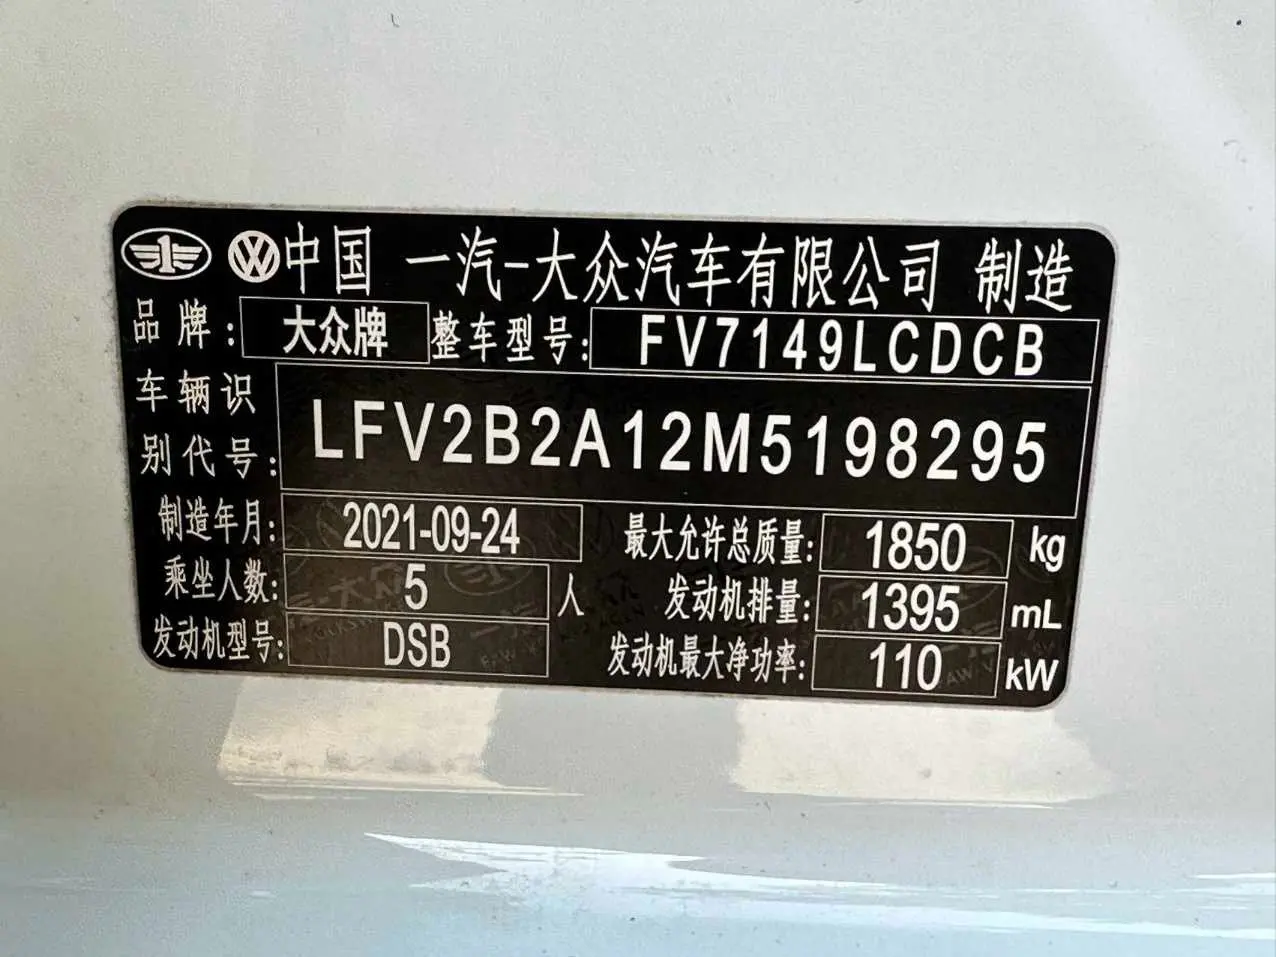 中国 一汽-大众汽车有限公司 制造
品牌: 大众牌 整车型号: FV7149LCDCB
车辆识别代号: LFV2B2A12M5198295
制造年月: 2021-09-24 最大允许总质量: 1850 kg
乘坐人数: 5 人 发动机排量: 1395 mL
发动机型号: DSB 发动机最大净功率: 110 kW